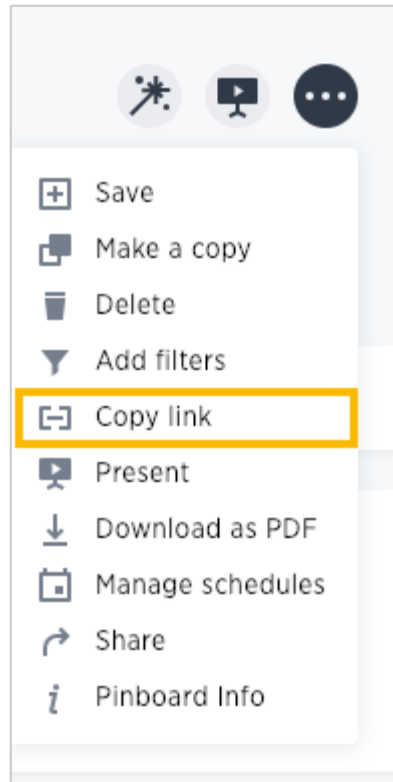 Save
Make a copy
Delete
Add filters
Copy link
Present
Download as PDF
Manage schedules
Share
Pinboard Info